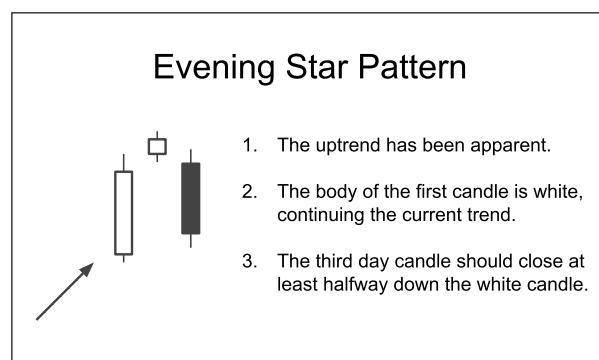 Evening Star Pattern
1. The uptrend has been apparent.
2. The body of the first candle is white,
continuing the current trend.
3. The third day candle should close at
least halfway down the white candle.